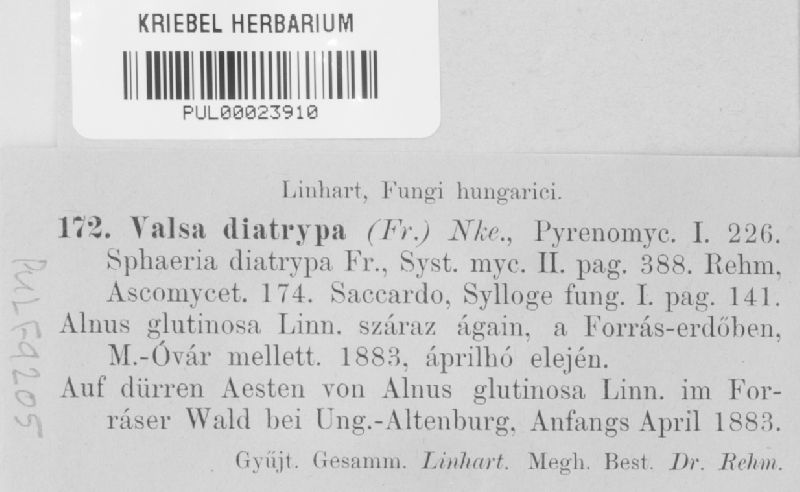 KRIEBEL HERBARIUM
PUL00023910
Linhart, Fungi hungarici.
172. Valsa diatrypa (Fr.) Nke., Pyrenomyc. I. 226.
Sphaeria diatrypa Fr., Syst. myc. II. pag. 388. Rehm,
Ascomycet. 174. Saccardo, Sylloge fung. I. pag. 141.
Alnus glutinosa Linn. száraz ágain, a Forrás-erdőben,
M.-Óvár mellett. 1883, áprilhó elején.
Auf dürren Aesten von Alnus glutinosa Linn. im For-
ráser Wald bei Ung.-Altenburg, Anfangs April 1883.
Gyűjt. Gesamm. Linhart. Megh. Best. Dr. Rehm.
PUL F9205